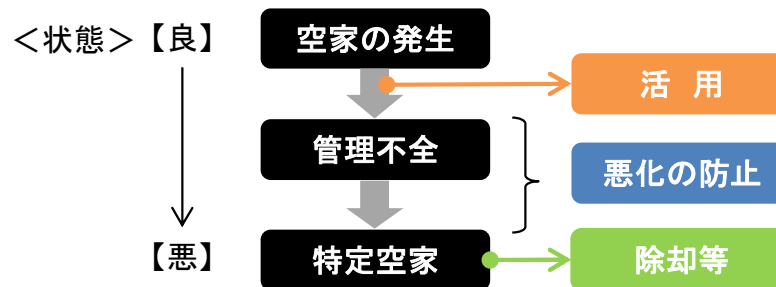 ＜状態＞【良】
空家の発生
活 用
管理不全
悪化の防止
【悪】
特定空家
除却等